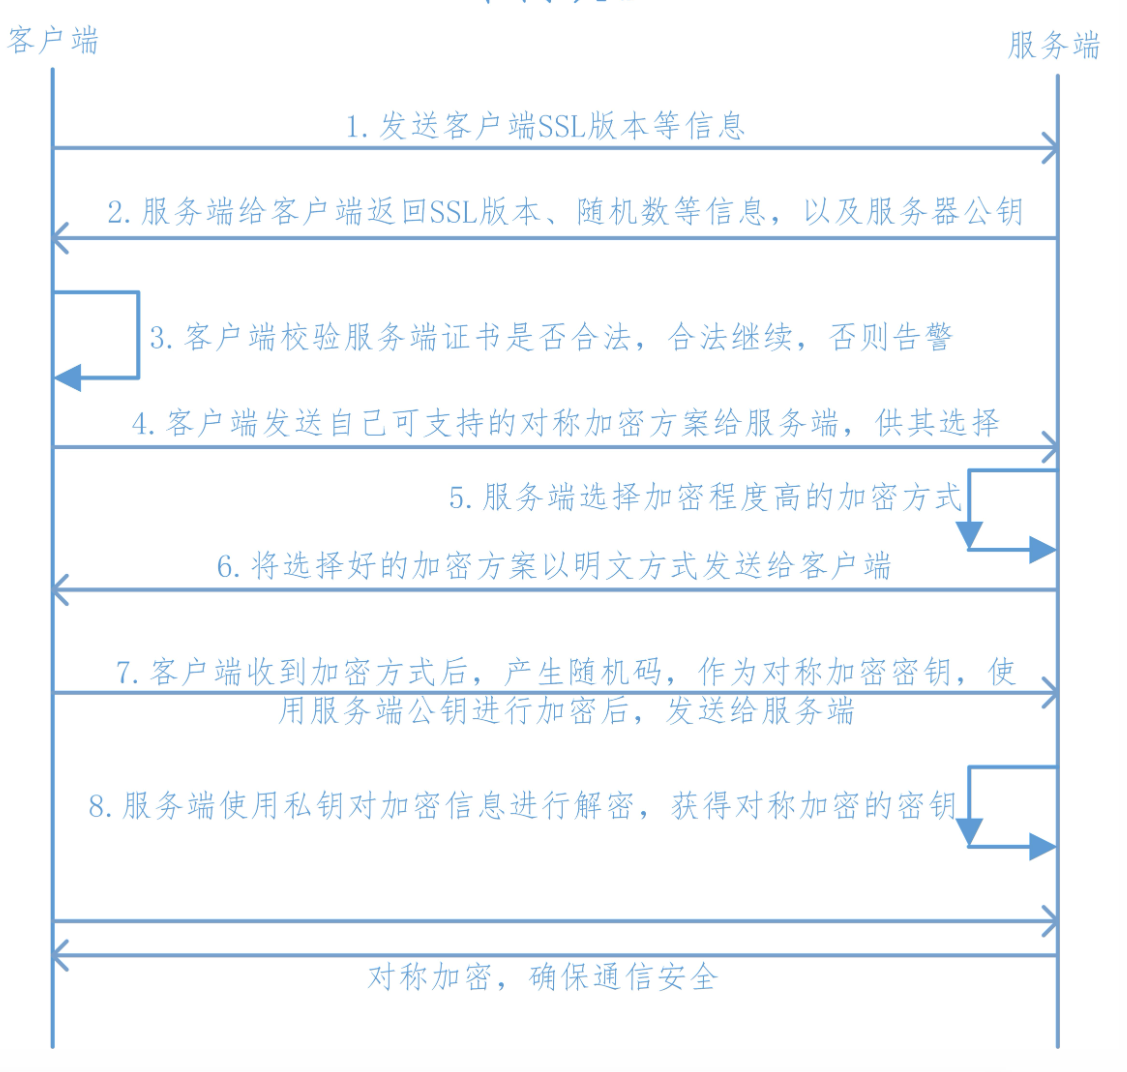 客户端
服务端
1.发送客户端SSL版本等信息
2.服务端给客户端返回SSL版本、随机数等信息，以及服务器公钥
3.客户端校验服务端证书是否合法，合法继续，否则告警
4.客户端发送自己可支持的对称加密方案给服务端，供其选择
5.服务端选择加密程度高的加密方式
6.将选择好的加密方案以明文方式发送给客户端
7.客户端收到加密方式后，产生随机码，作为对称加密密钥，使
用服务端公钥进行加密后，发送给服务端
8.服务端使用私钥对加密信息进行解密，获得对称加密的密钥
对称加密，确保通信安全